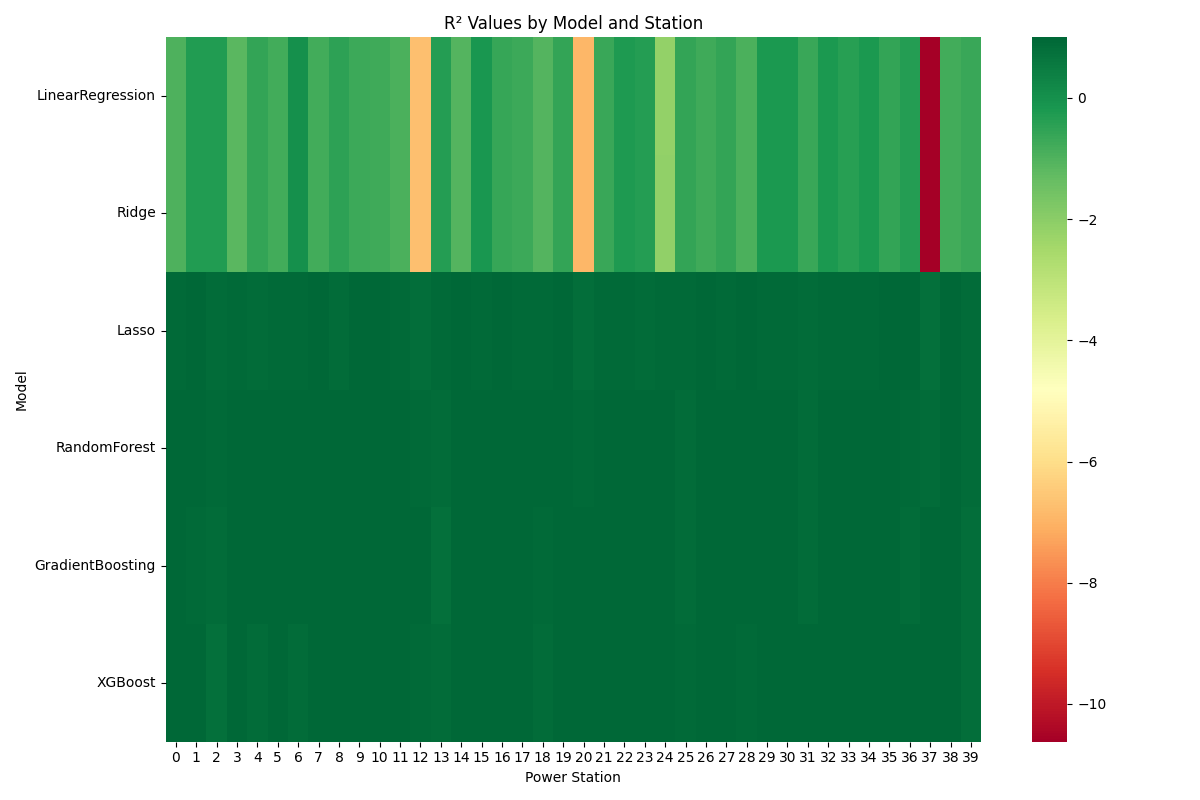 R² Values by Model and Station
LinearRegression
Ridge
Lasso
RandomForest
GradientBoosting
XGBoost
Model
0 1 2 3 4 5 6 7 8 9 10 11 12 13 14 15 16 17 18 19 20 21 22 23 24 25 26 27 28 29 30 31 32 33 34 35 36 37 38 39
Power Station
0
−2
−4
−6
−8
−10